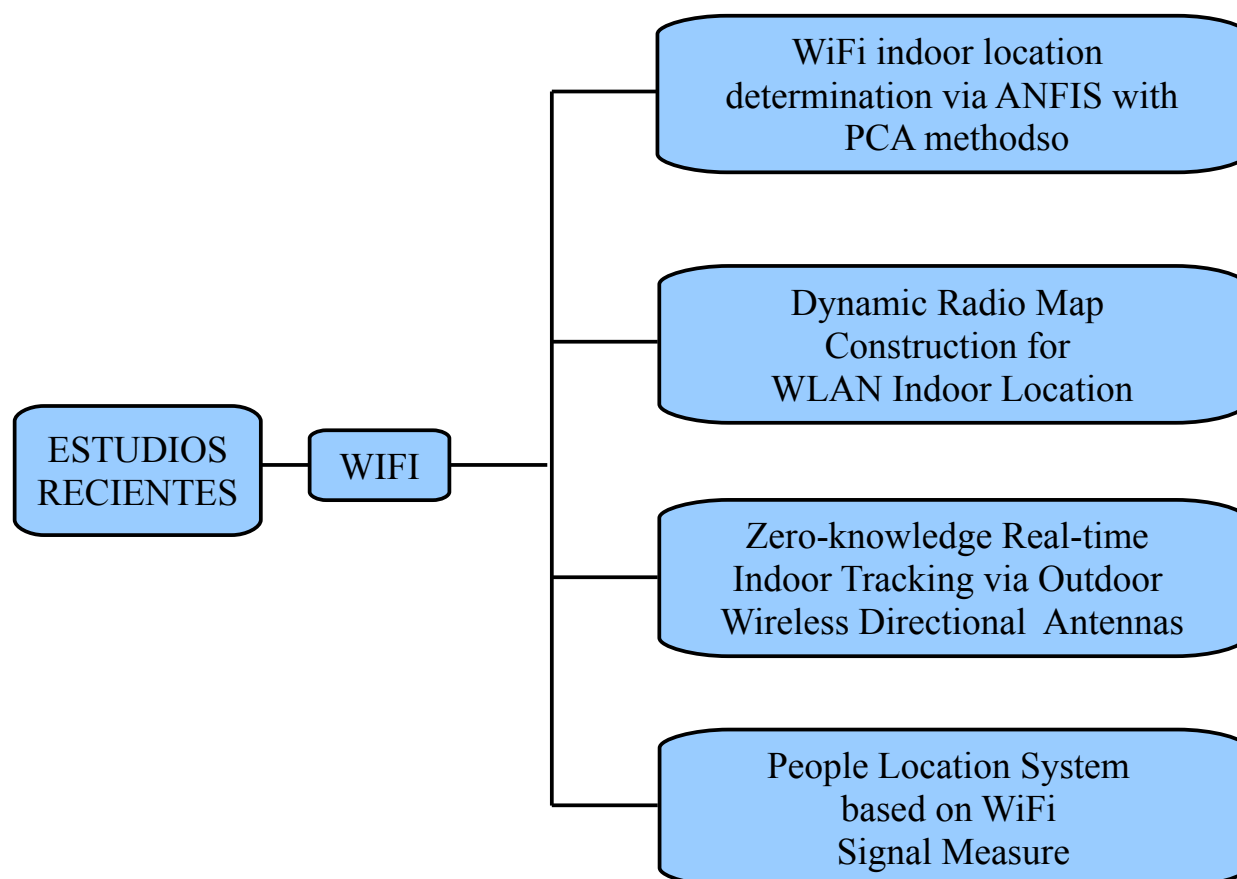 ESTUDIOS
RECIENTES
WIFI
WiFi indoor location
determination via ANFIS with
PCA methodso
Dynamic Radio Map
Construction for
WLAN Indoor Location
Zero-knowledge Real-time
Indoor Tracking via Outdoor
Wireless Directional Antennas
People Location System
based on WiFi
Signal Measure